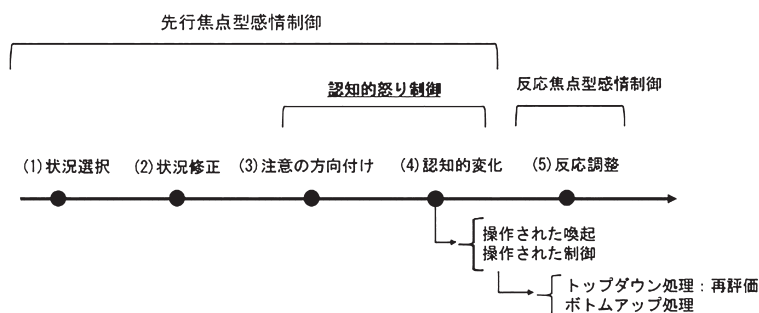 先行焦点型感情制御
認知的怒り制御
反応焦点型感情制御
(1)状況選択 (2)状況修正 (3)注意の方向付け (4)認知的変化 (5)反応調整
操作された喚起
操作された制御
トップダウン処理：再評価
ボトムアップ処理